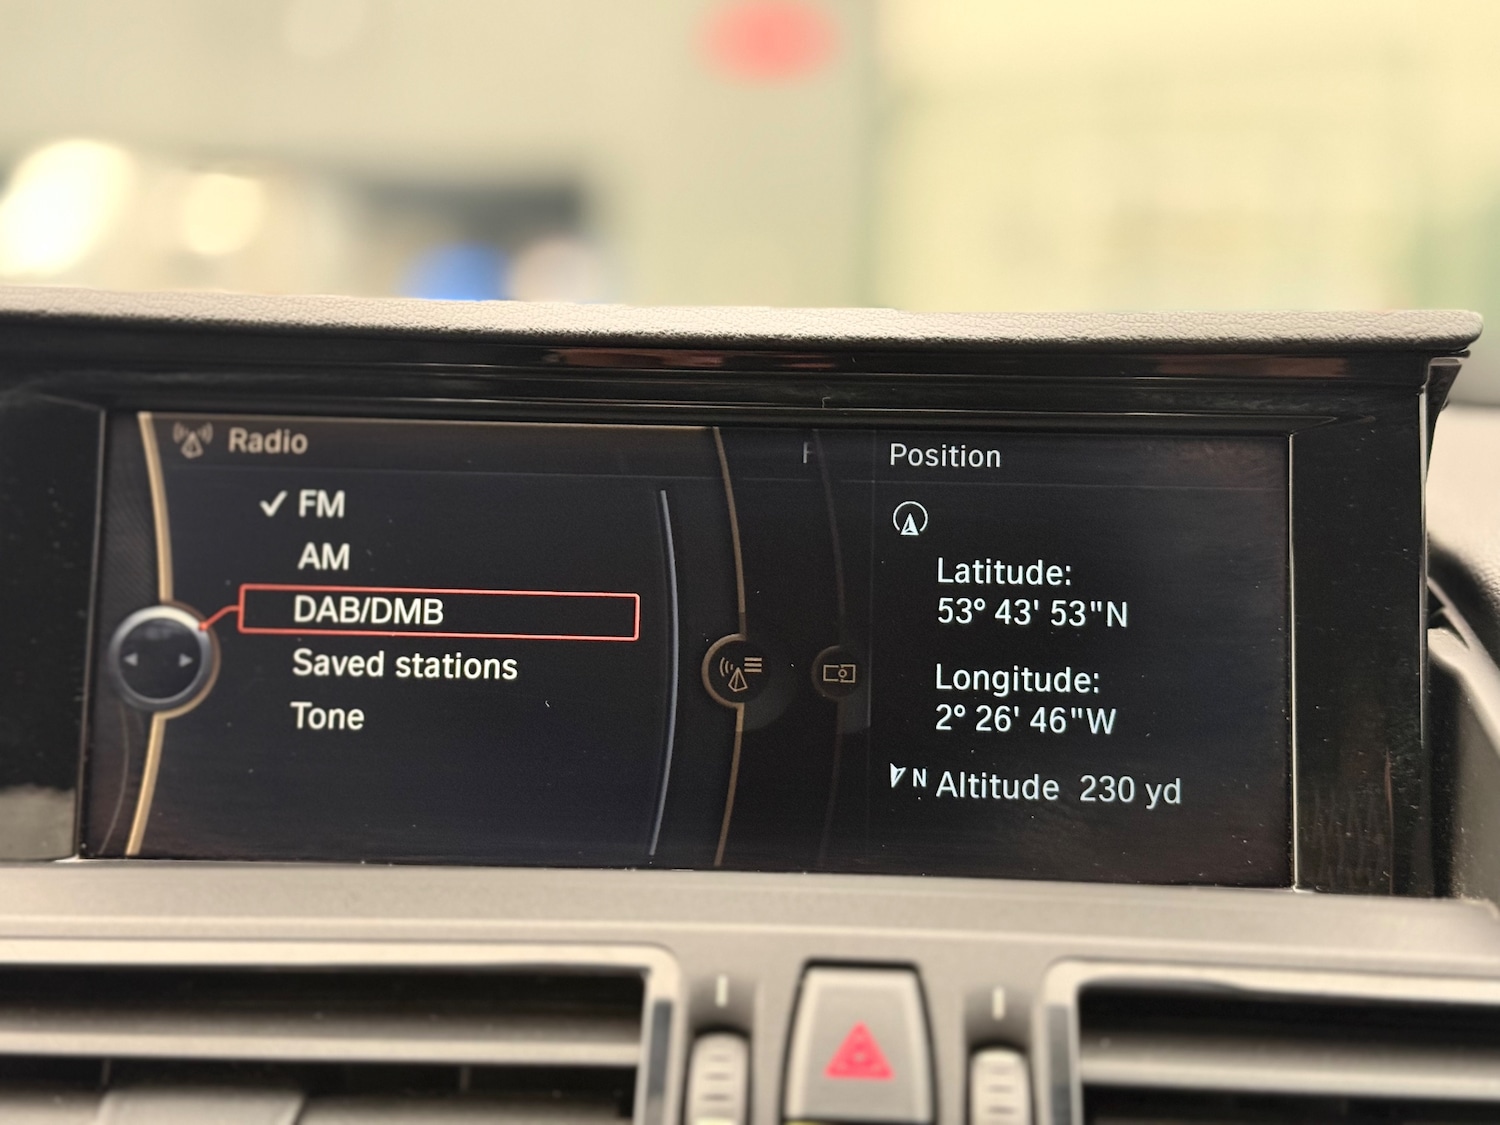 Radio
FM
AM
DAB/DMB
Saved stations
Tone
Position
Latitude:
53° 43' 53"N
Longitude:
2° 26' 46"W
N Altitude 230 yd